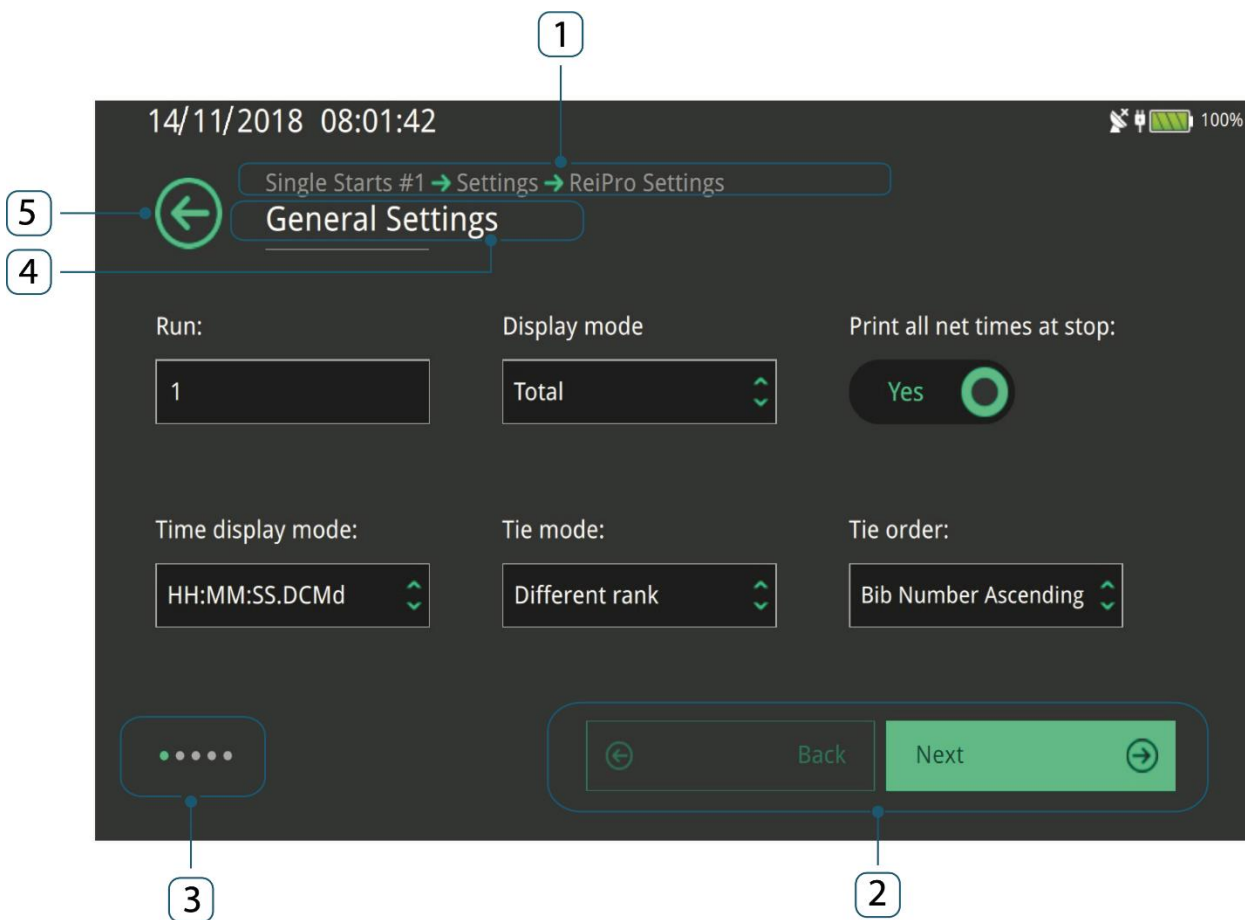 1
14/11/2018 08:01:42
100%
Single Starts #1 → Settings → ReiPro Settings
5
General Settings
4
Run:
Display mode
Print all net times at stop:
1
Total
Yes
Time display mode:
Tie mode:
Tie order:
HH:MM:SS.DCMd
Different rank
Bib Number Ascending
Back
Next
3
2